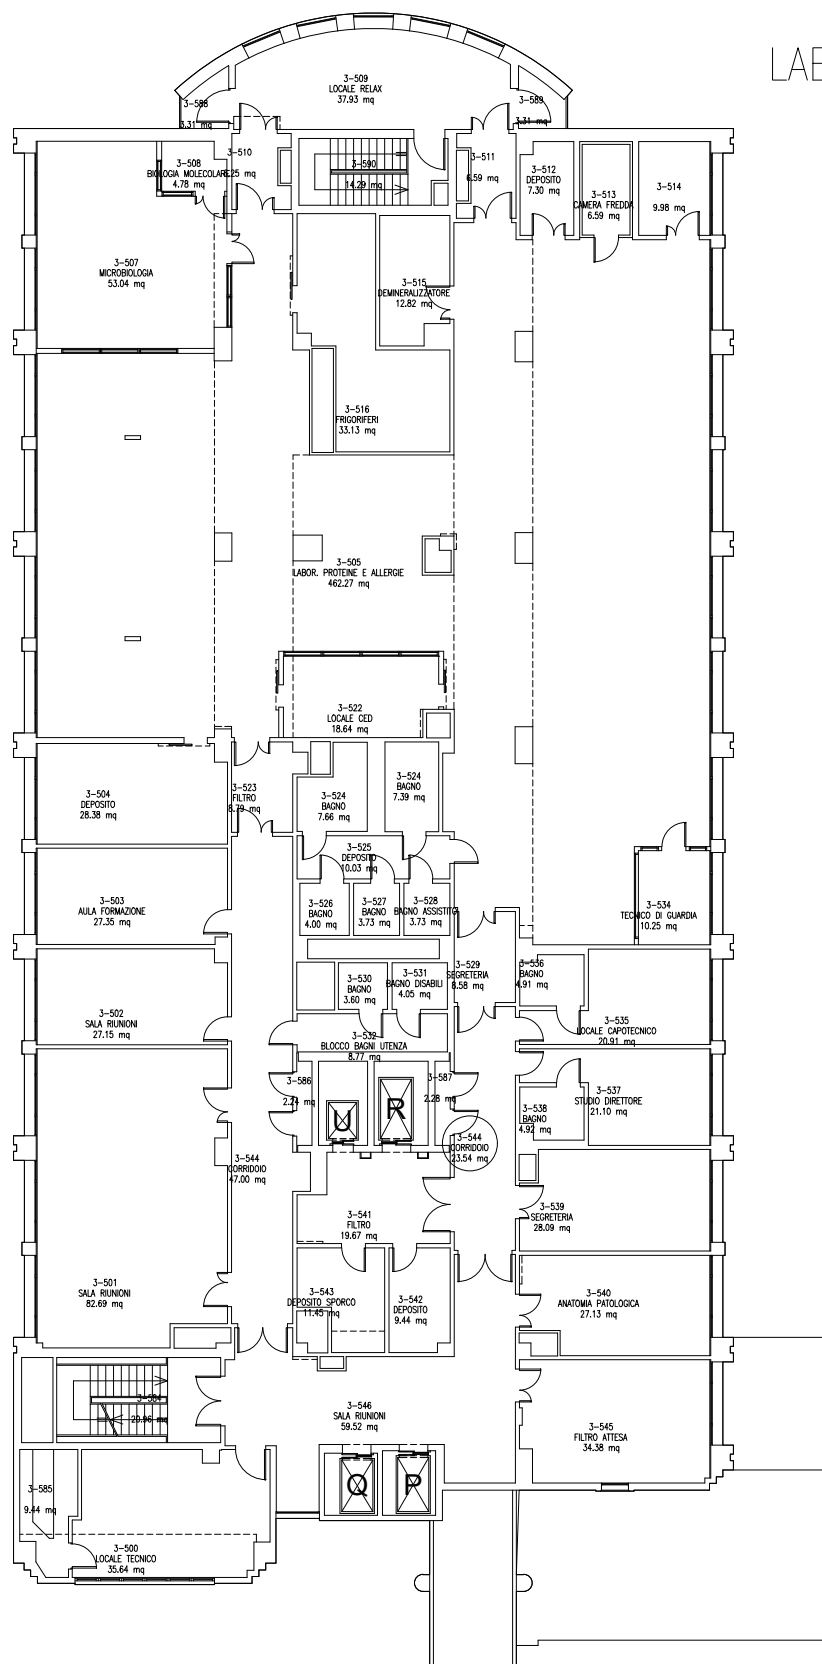 LAB
3-509
LOCALE RELAX
37.93 mq
3-588
3.31 mq
3-589
3.31 mq
3-508
BIOLOGIA MOLECOLARE
4.78 mq
3-510
.25 mq
3-590
14.29 mq
3-511
6.59 mq
3-512
DEPOSITO
7.30 mq
3-513
CAMERA FREDDA
6.59 mq
3-514
9.98 mq
3-507
MICROBIOLOGIA
53.04 mq
3-515
DEMINERALIZZATORE
12.82 mq
3-516
FRIGORIFERI
33.13 mq
3-505
LABOR. PROTEINE E ALLERGIE
462.27 mq
3-522
LOCALE CED
18.64 mq
3-504
DEPOSITO
28.38 mq
3-523
FILTRO
8.79 mq
3-524
BAGNO
7.66 mq
3-524
BAGNO
7.39 mq
3-525
DEPOSITO
10.03 mq
3-503
AULA FORMAZIONE
27.35 mq
3-526
BAGNO
4.00 mq
3-527
BAGNO
3.73 mq
3-528
BAGNO ASSISTITO
3.73 mq
3-534
TECNICO DI GUARDIA
10.25 mq
3-502
SALA RIUNIONI
27.15 mq
3-530
BAGNO
3.60 mq
3-531
BAGNO DISABILI
4.05 mq
3-529
SEGRETERIA
8.58 mq
3-536
BAGNO
4.91 mq
3-535
LOCALE CAPOTECNICO
20.91 mq
3-532
BLOCCO BAGNI UTENZA
8.77 mq
3-586
2.24 mq
U
R
3-587
2.28 mq
3-537
STUDIO DIRETTORE
21.10 mq
3-538
BAGNO
4.92 mq
3-544
CORRIDOIO
47.00 mq
3-544
CORRIDOIO
23.54 mq
3-541
FILTRO
19.67 mq
3-539
SEGRETERIA
28.09 mq
3-501
SALA RIUNIONI
82.69 mq
3-543
DEPOSITO SPORCO
11.45 mq
3-542
DEPOSITO
9.44 mq
3-540
ANATOMIA PATOLOGICA
27.13 mq
3-584
20.96 mq
3-546
SALA RIUNIONI
59.52 mq
3-545
FILTRO ATTESA
34.38 mq
3-585
9.44 mq
Q
P
3-500
LOCALE TECNICO
35.64 mq